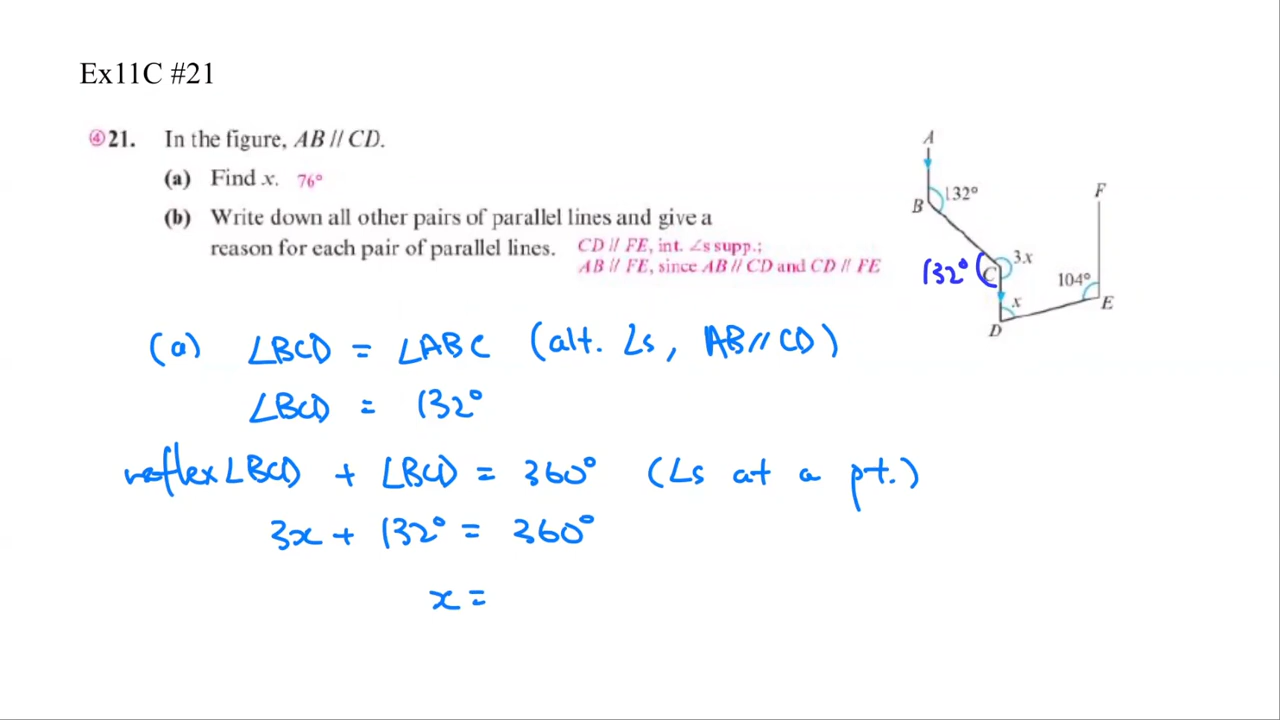 Ex11C #21
④21. In the figure, AB // CD.
(a) Find x. 76°
(b) Write down all other pairs of parallel lines and give a
reason for each pair of parallel lines. CD // FE, int. ∠s supp.;
AB // FE, since AB // CD and CD // FE
A
132°
B
F
3x
132°
C
104°
x
E
D
(a) ∠BCD = ∠ABC (alt. ∠s, AB // CD)
∠BCD = 132°
reflex∠BCD + ∠BCD = 360° (∠s at a pt.)
3x + 132° = 360°
x =